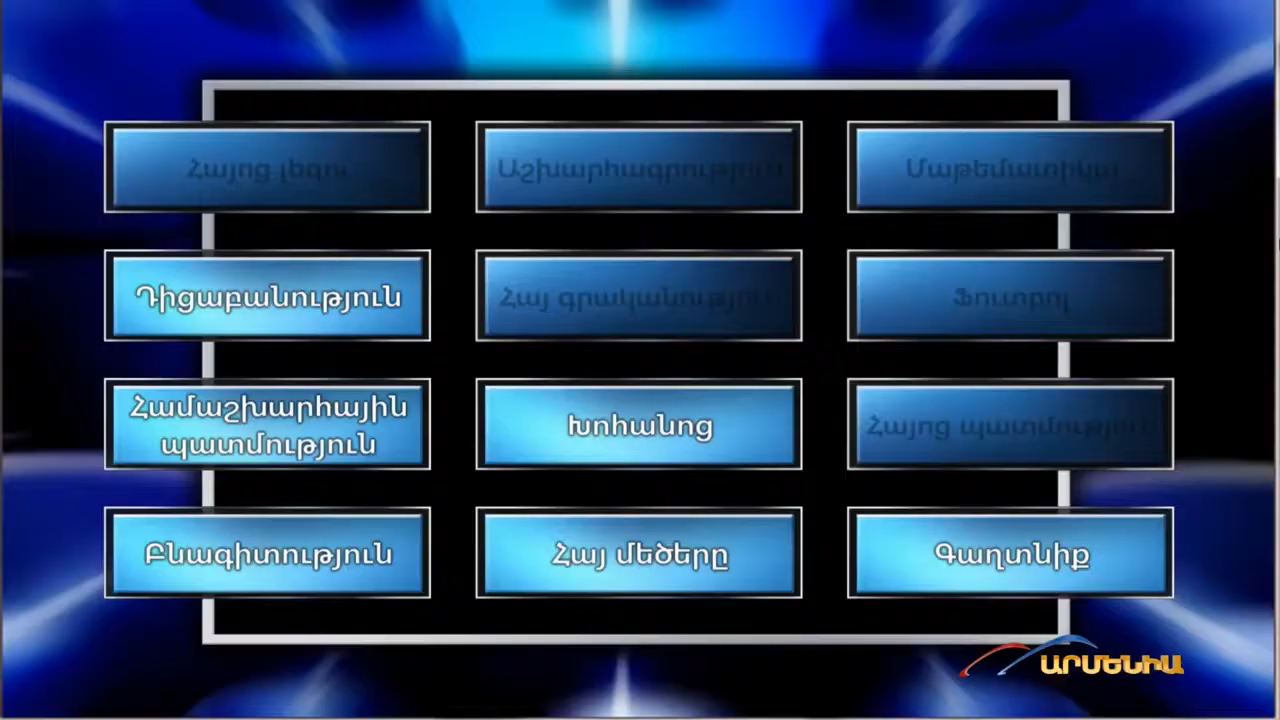 Հայոց լեզու
Աշխարհագրություն
Մաթեմատիկա
Դիցաբանություն
Հայ գրականություն
Ֆուտբոլ
Համաշխարհային
պատմություն
Խոհանոց
Հայոց պատմություն
Բնագիտություն
Հայ մեծերը
Գաղտնիք
ԱՐՄԵՆԻԱ